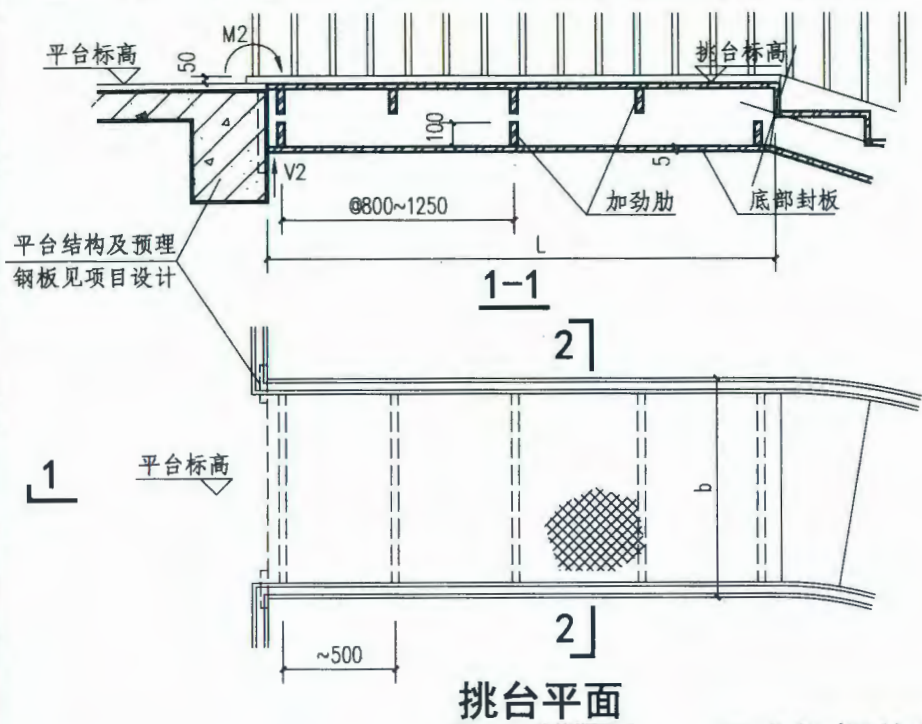 M2
平台标高
50
挑台标高
100
5
V2
@800~1250
加劲肋
底部封板
平台结构及预理
钢板见项目设计
L
1-1
2
1
平台标高
b
2
~500
挑台平面